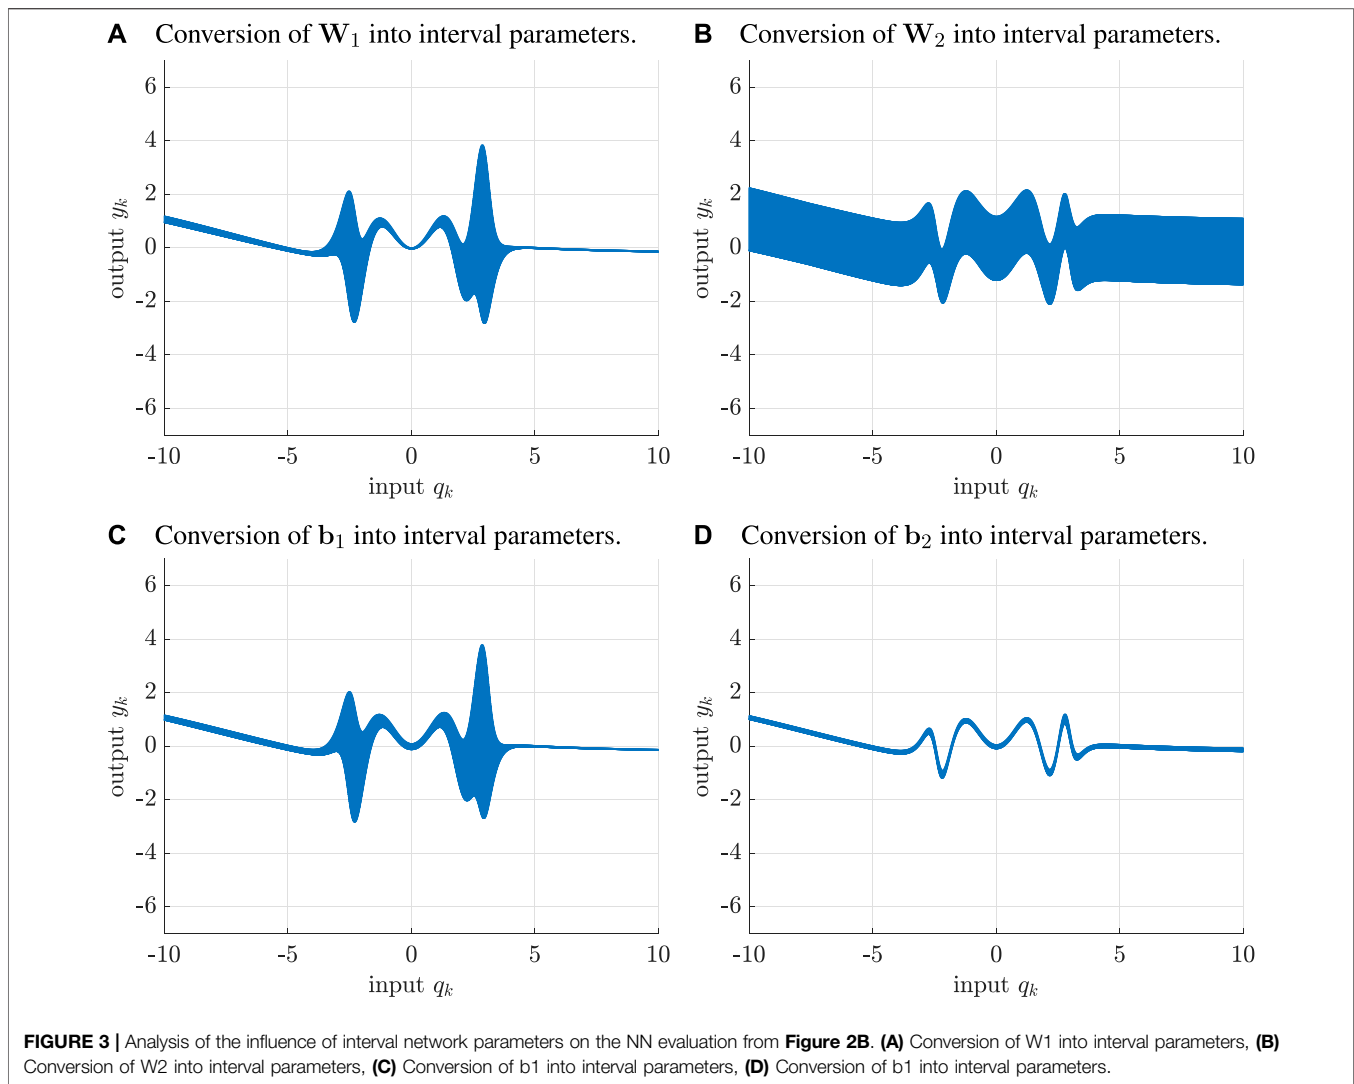 A Conversion of W1 into interval parameters.
6
4
2
0
-2
-4
-6
output yk
-10 -5 0 5 10
input qk
B Conversion of W2 into interval parameters.
6
4
2
0
-2
-4
-6
output yk
-10 -5 0 5 10
input qk
C Conversion of b1 into interval parameters.
6
4
2
0
-2
-4
-6
output yk
-10 -5 0 5 10
input qk
D Conversion of b2 into interval parameters.
6
4
2
0
-2
-4
-6
output yk
-10 -5 0 5 10
input qk
FIGURE 3 | Analysis of the influence of interval network parameters on the NN evaluation from Figure 2B. (A) Conversion of W1 into interval parameters, (B)
Conversion of W2 into interval parameters, (C) Conversion of b1 into interval parameters, (D) Conversion of b1 into interval parameters.